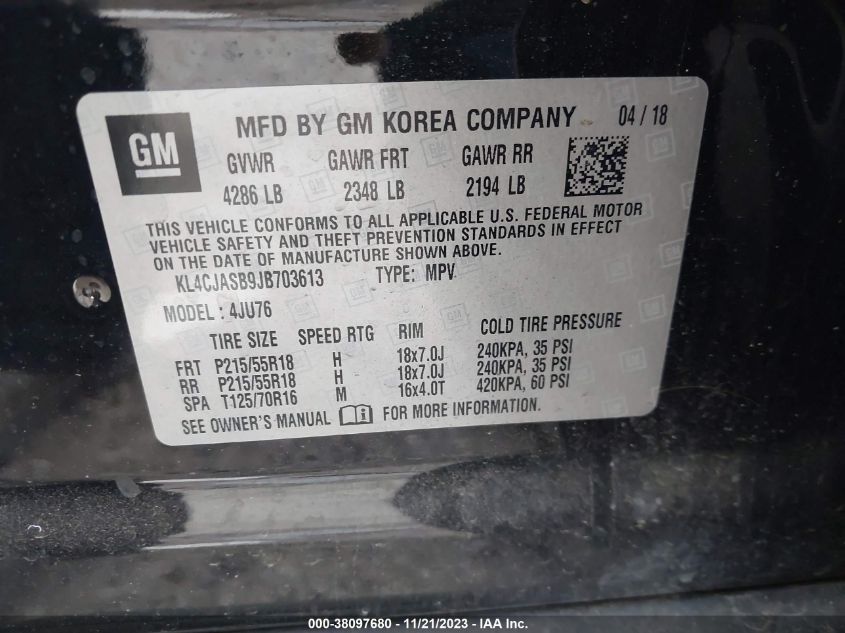 GM
MFD BY GM KOREA COMPANY 04 / 18
GVWR GAWR FRT GAWR RR
4286 LB 2348 LB 2194 LB
THIS VEHICLE CONFORMS TO ALL APPLICABLE U.S. FEDERAL MOTOR
VEHICLE SAFETY AND THEFT PREVENTION STANDARDS IN EFFECT
ON THE DATE OF MANUFACTURE SHOWN ABOVE.
KL4CJASB9JB703613 TYPE: MPV
MODEL : 4JU76
TIRE SIZE SPEED RTG RIM COLD TIRE PRESSURE
FRT P215/55R18 H 18x7.0J 240KPA, 35 PSI
RR P215/55R18 H 18x7.0J 240KPA, 35 PSI
SPA T125/70R16 M 16x4.0T 420KPA, 60 PSI
SEE OWNER'S MANUAL i FOR MORE INFORMATION.
000-38097680 - 11/21/2023 - IAA Inc.